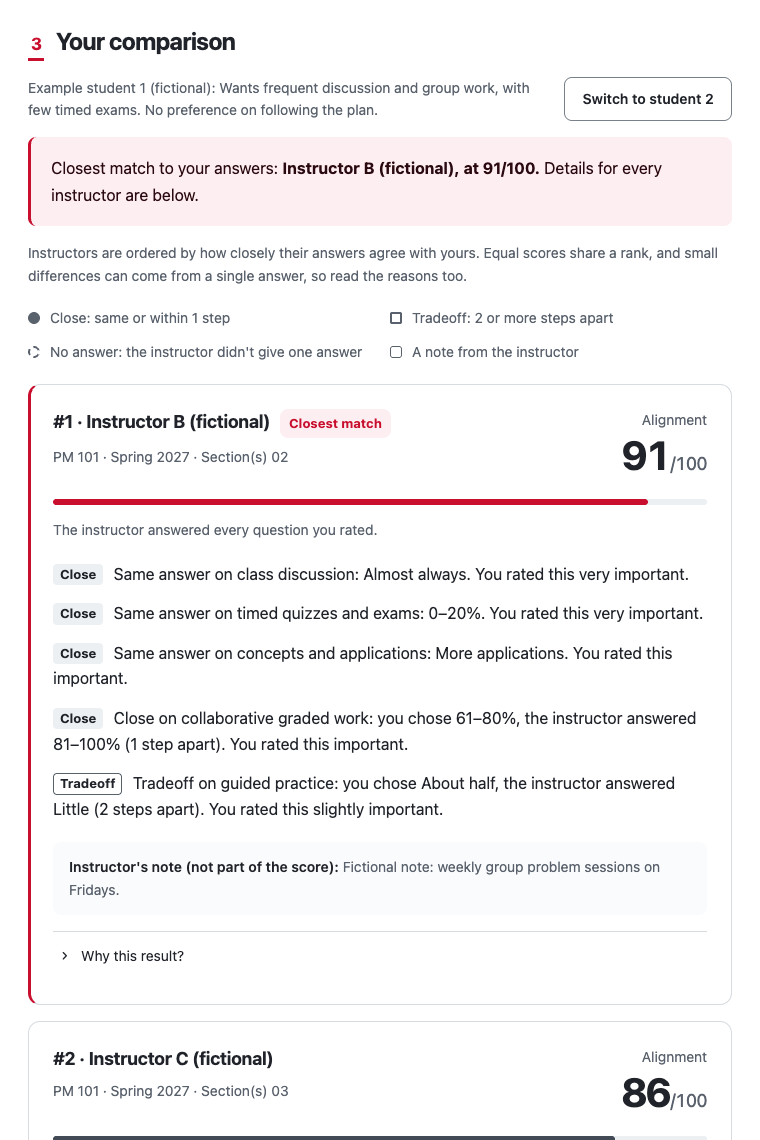 3 Your comparison
Example student 1 (fictional): Wants frequent discussion and group work, with
few timed exams. No preference on following the plan.
Switch to student 2
Closest match to your answers: Instructor B (fictional), at 91/100. Details for every
instructor are below.
Instructors are ordered by how closely their answers agree with yours. Equal scores share a rank, and small
differences can come from a single answer, so read the reasons too.
Close: same or within 1 step
Tradeoff: 2 or more steps apart
No answer: the instructor didn't give one answer
A note from the instructor
#1 · Instructor B (fictional) Closest match
Alignment
PM 101 · Spring 2027 · Section(s) 02
91/100
The instructor answered every question you rated.
Close Same answer on class discussion: Almost always. You rated this very important.
Close Same answer on timed quizzes and exams: 0–20%. You rated this very important.
Close Same answer on concepts and applications: More applications. You rated this
important.
Close Close on collaborative graded work: you chose 61–80%, the instructor answered
81–100% (1 step apart). You rated this important.
Tradeoff Tradeoff on guided practice: you chose About half, the instructor answered
Little (2 steps apart). You rated this slightly important.
Instructor's note (not part of the score): Fictional note: weekly group problem sessions on
Fridays.
Why this result?
#2 · Instructor C (fictional)
Alignment
PM 101 · Spring 2027 · Section(s) 03
86/100